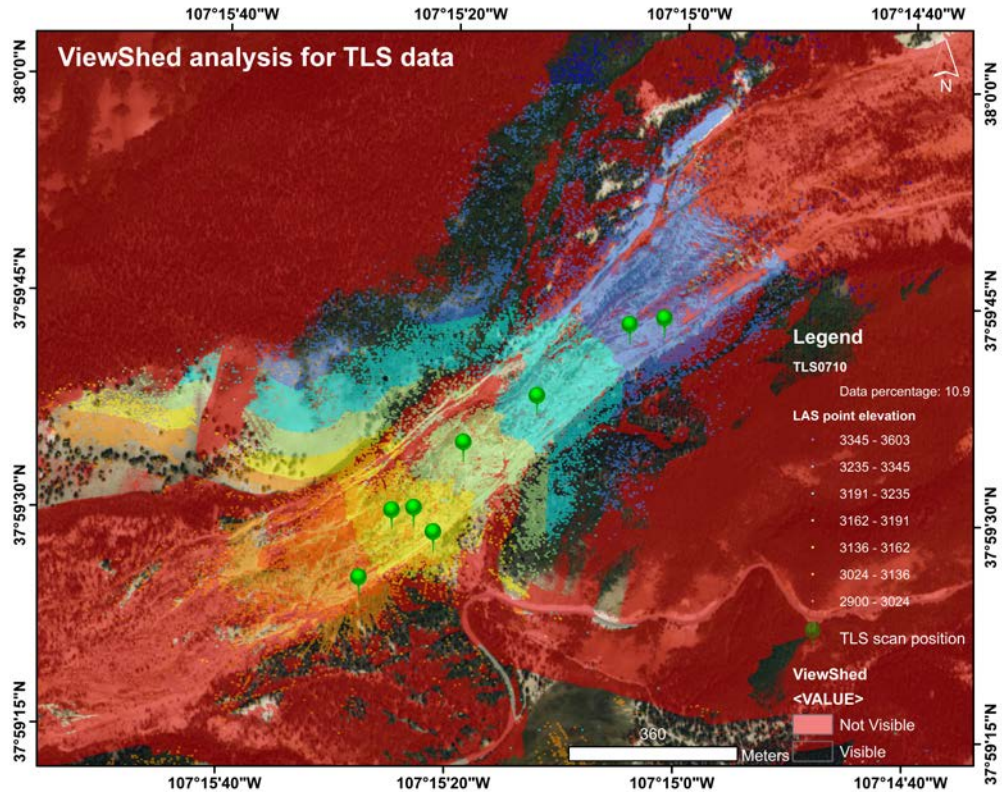 107°15'40"W 107°15'20"W 107°15'0"W 107°14'40"W
ViewShed analysis for TLS data
38°0'0"N
38°0'0"N
N
37°59'45"N
37°59'45"N
Legend
TLS0710
Data percentage: 10.9
LAS point elevation
3345 - 3603
3235 - 3345
3191 - 3235
3162 - 3191
3136 - 3162
3024 - 3136
2900 - 3024
37°59'30"N
37°59'30"N
TLS scan position
ViewShed
<VALUE>
Not Visible
Visible
360
Meters
37°59'15"N
37°59'15"N
107°15'40"W 107°15'20"W 107°15'0"W 107°14'40"W